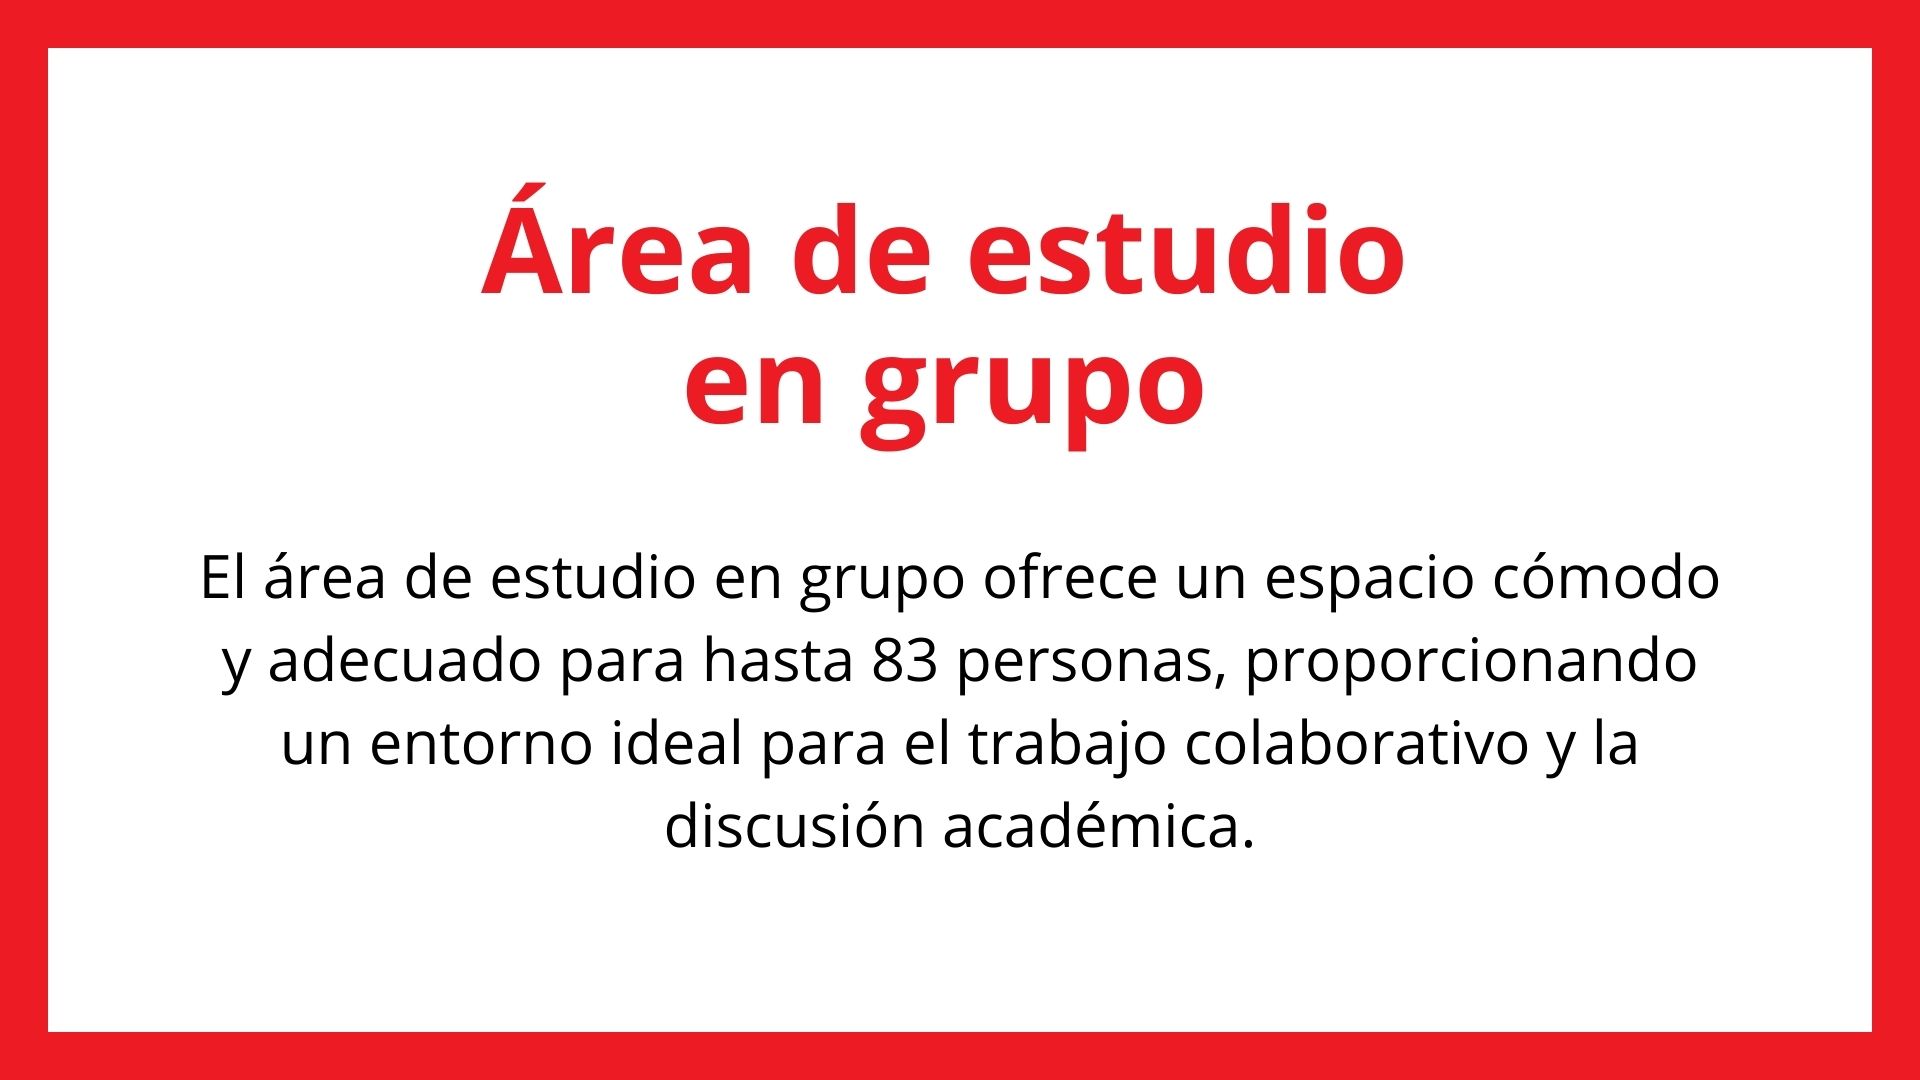 Área de estudio
en grupo
El área de estudio en grupo ofrece un espacio cómodo
y adecuado para hasta 83 personas, proporcionando
un entorno ideal para el trabajo colaborativo y la
discusión académica.